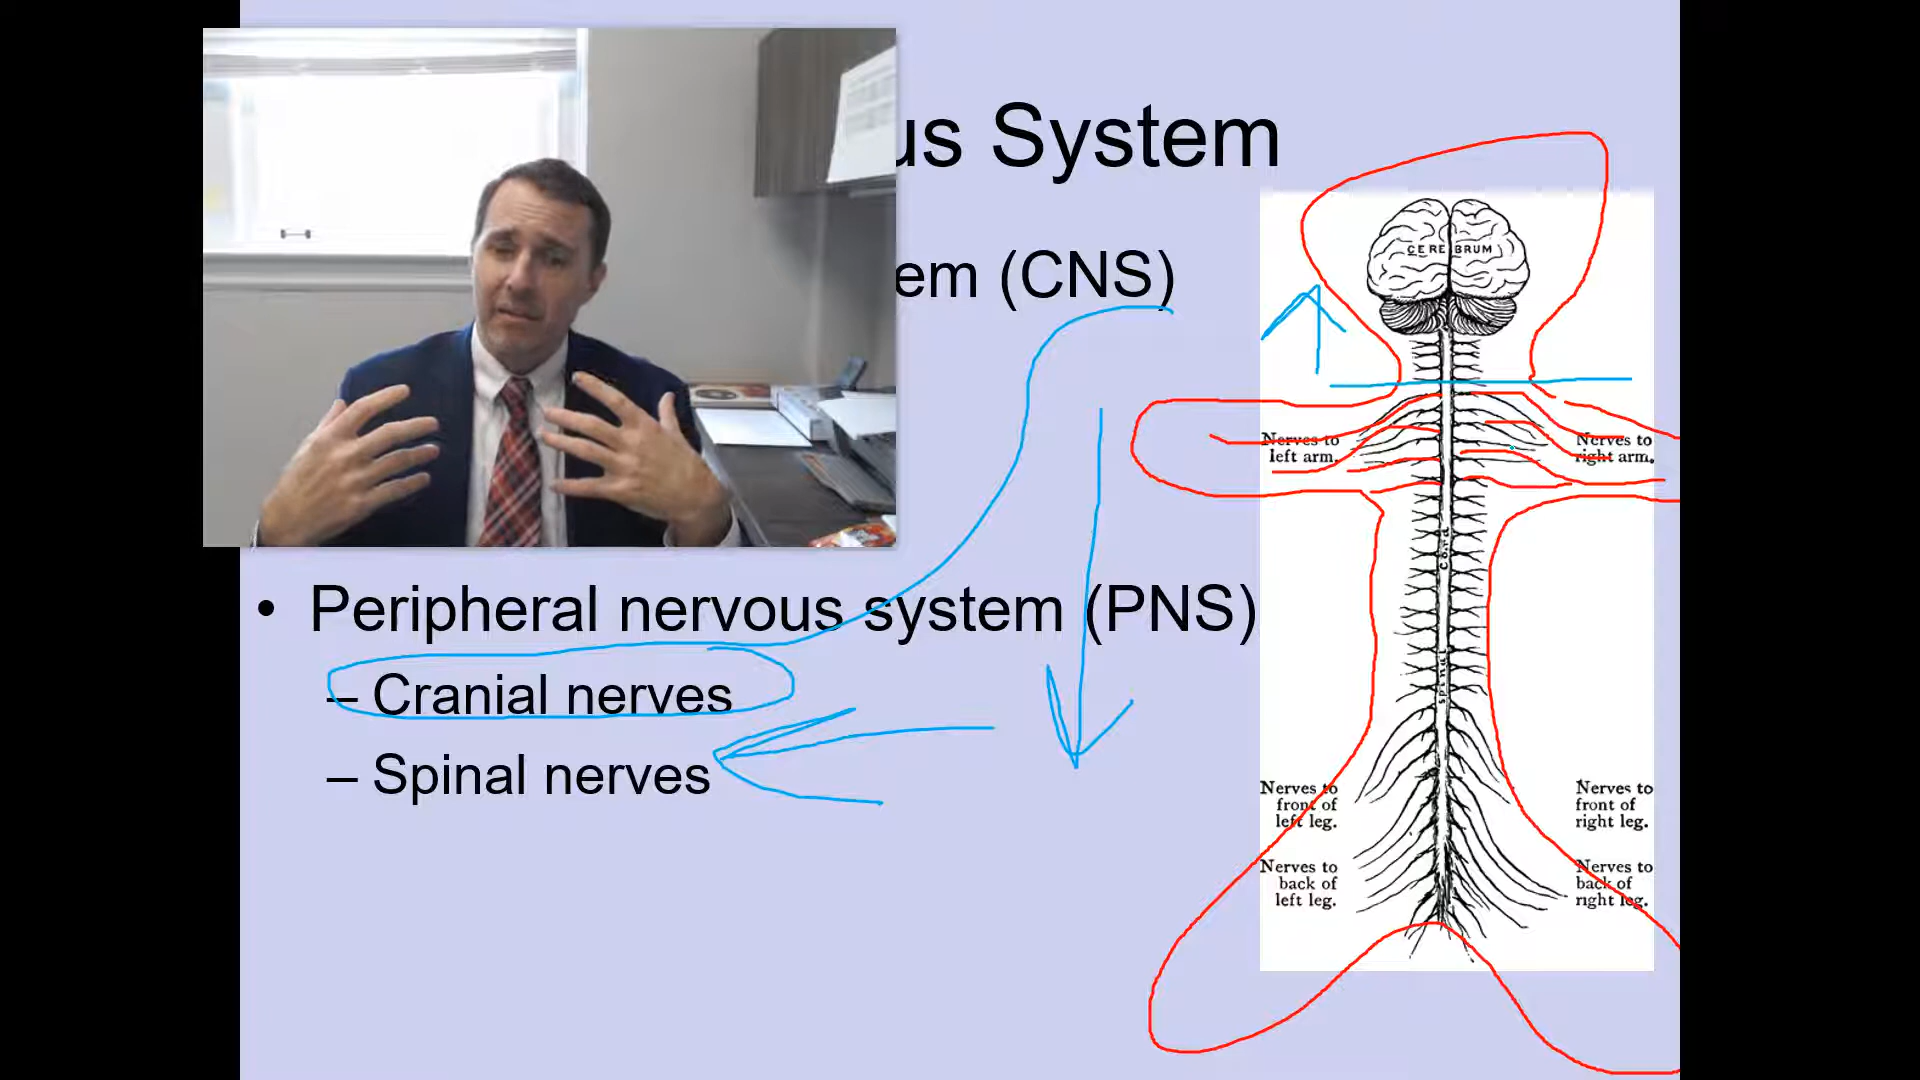 us System
em (CNS)
• Peripheral nervous system (PNS)
– Cranial nerves
– Spinal nerves
CEREBRUM
Nerves to
left arm.
Nerves to
right arm.
Cord
Spinal
Nerves to
front of
left leg.
Nerves to
front of
right leg.
Nerves to
back of
left leg.
Nerves to
back of
right leg.